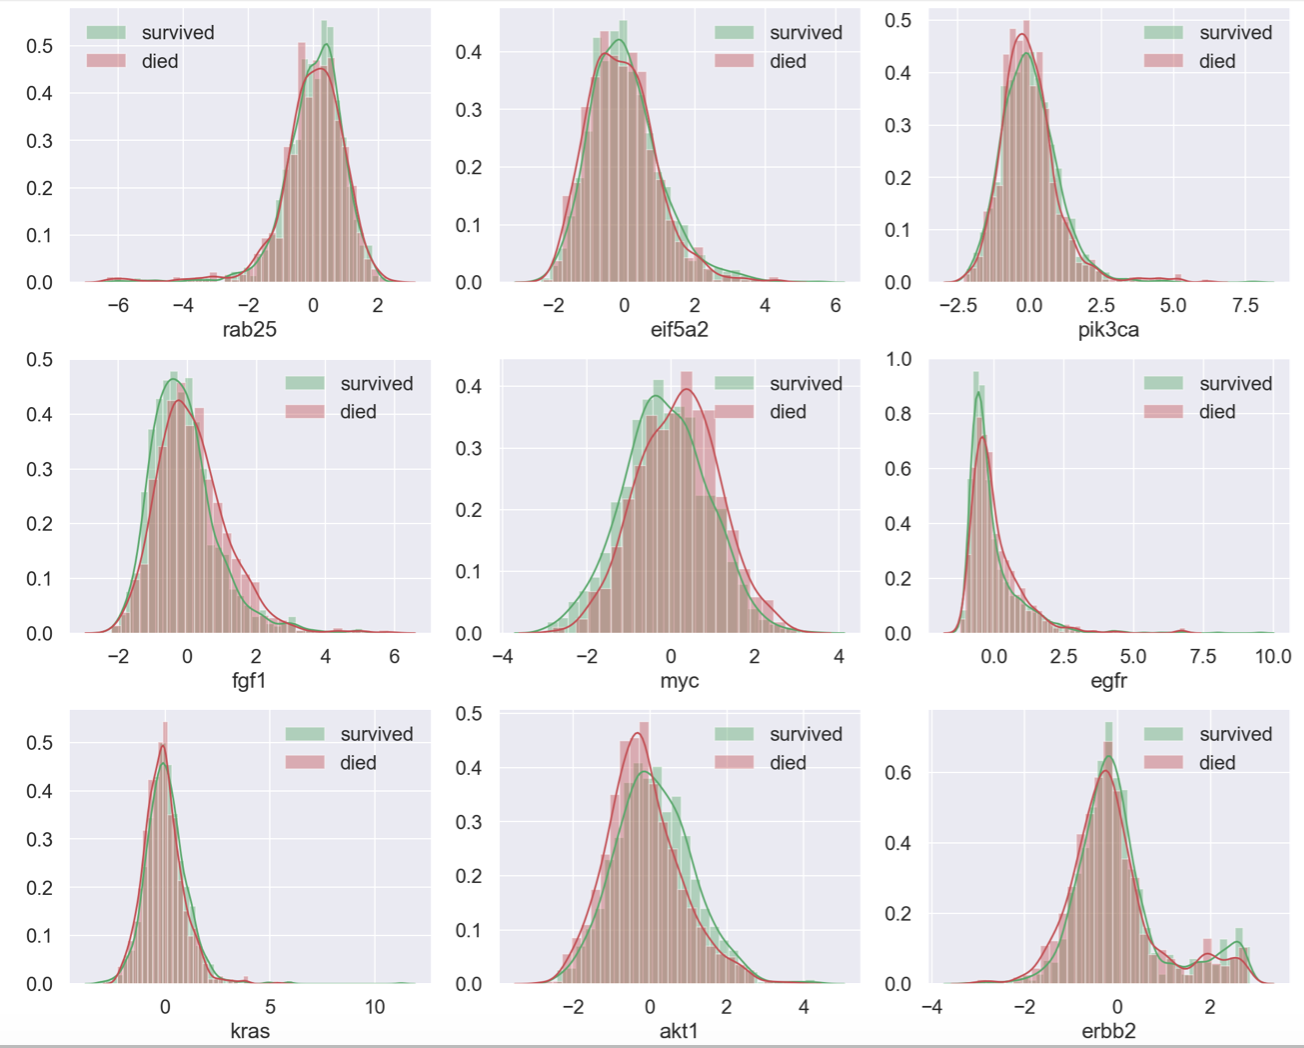 survived
died
0.5
0.4
0.3
0.2
0.1
0.0
−6 −4 −2 0 2
rab25
survived
died
0.4
0.3
0.2
0.1
0.0
−2 0 2 4 6
eif5a2
survived
died
0.5
0.4
0.3
0.2
0.1
0.0
−2.5 0.0 2.5 5.0 7.5
pik3ca
survived
died
0.5
0.4
0.3
0.2
0.1
0.0
−2 0 2 4 6
fgf1
survived
died
0.4
0.3
0.2
0.1
0.0
−4 −2 0 2 4
myc
survived
died
1.0
0.8
0.6
0.4
0.2
0.0
0.0 2.5 5.0 7.5 10.0
egfr
survived
died
0.5
0.4
0.3
0.2
0.1
0.0
0 5 10
kras
survived
died
0.5
0.4
0.3
0.2
0.1
0.0
−2 0 2 4
akt1
survived
died
0.6
0.4
0.2
0.0
−4 −2 0 2
erbb2